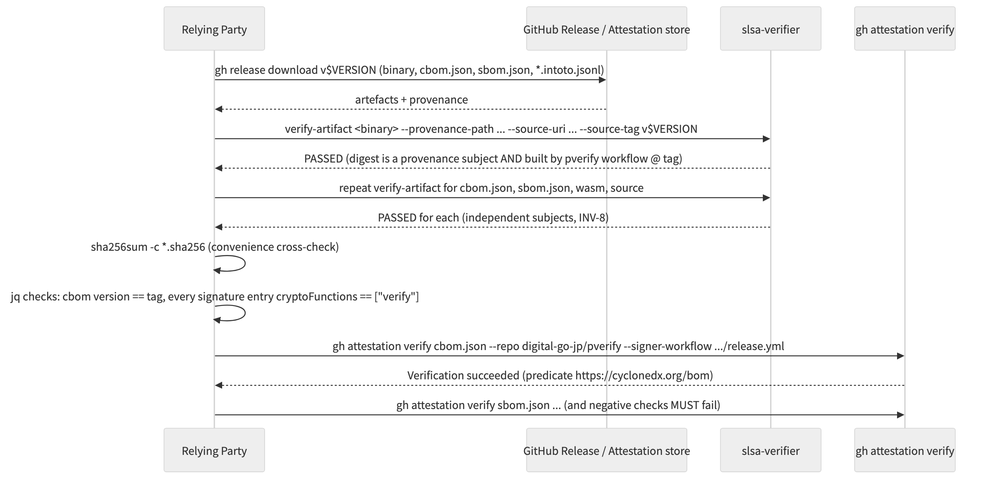 Relying Party
GitHub Release / Attestation store
slsa-verifier
gh attestation verify
gh release download v$VERSION (binary, cbom.json, sbom.json, *.intoto.jsonl)
artefacts + provenance
verify-artifact <binary> --provenance-path ... --source-uri ... --source-tag v$VERSION
PASSED (digest is a provenance subject AND built by pverify workflow @ tag)
repeat verify-artifact for cbom.json, sbom.json, wasm, source
PASSED for each (independent subjects, INV-8)
sha256sum -c *.sha256 (convenience cross-check)
jq checks: cbom version == tag, every signature entry cryptoFunctions == ["verify"]
gh attestation verify cbom.json --repo digital-go-jp/pverify --signer-workflow .../release.yml
Verification succeeded (predicate https://cyclonedx.org/bom)
gh attestation verify sbom.json ... (and negative checks MUST fail)
Relying Party
GitHub Release / Attestation store
slsa-verifier
gh attestation verify